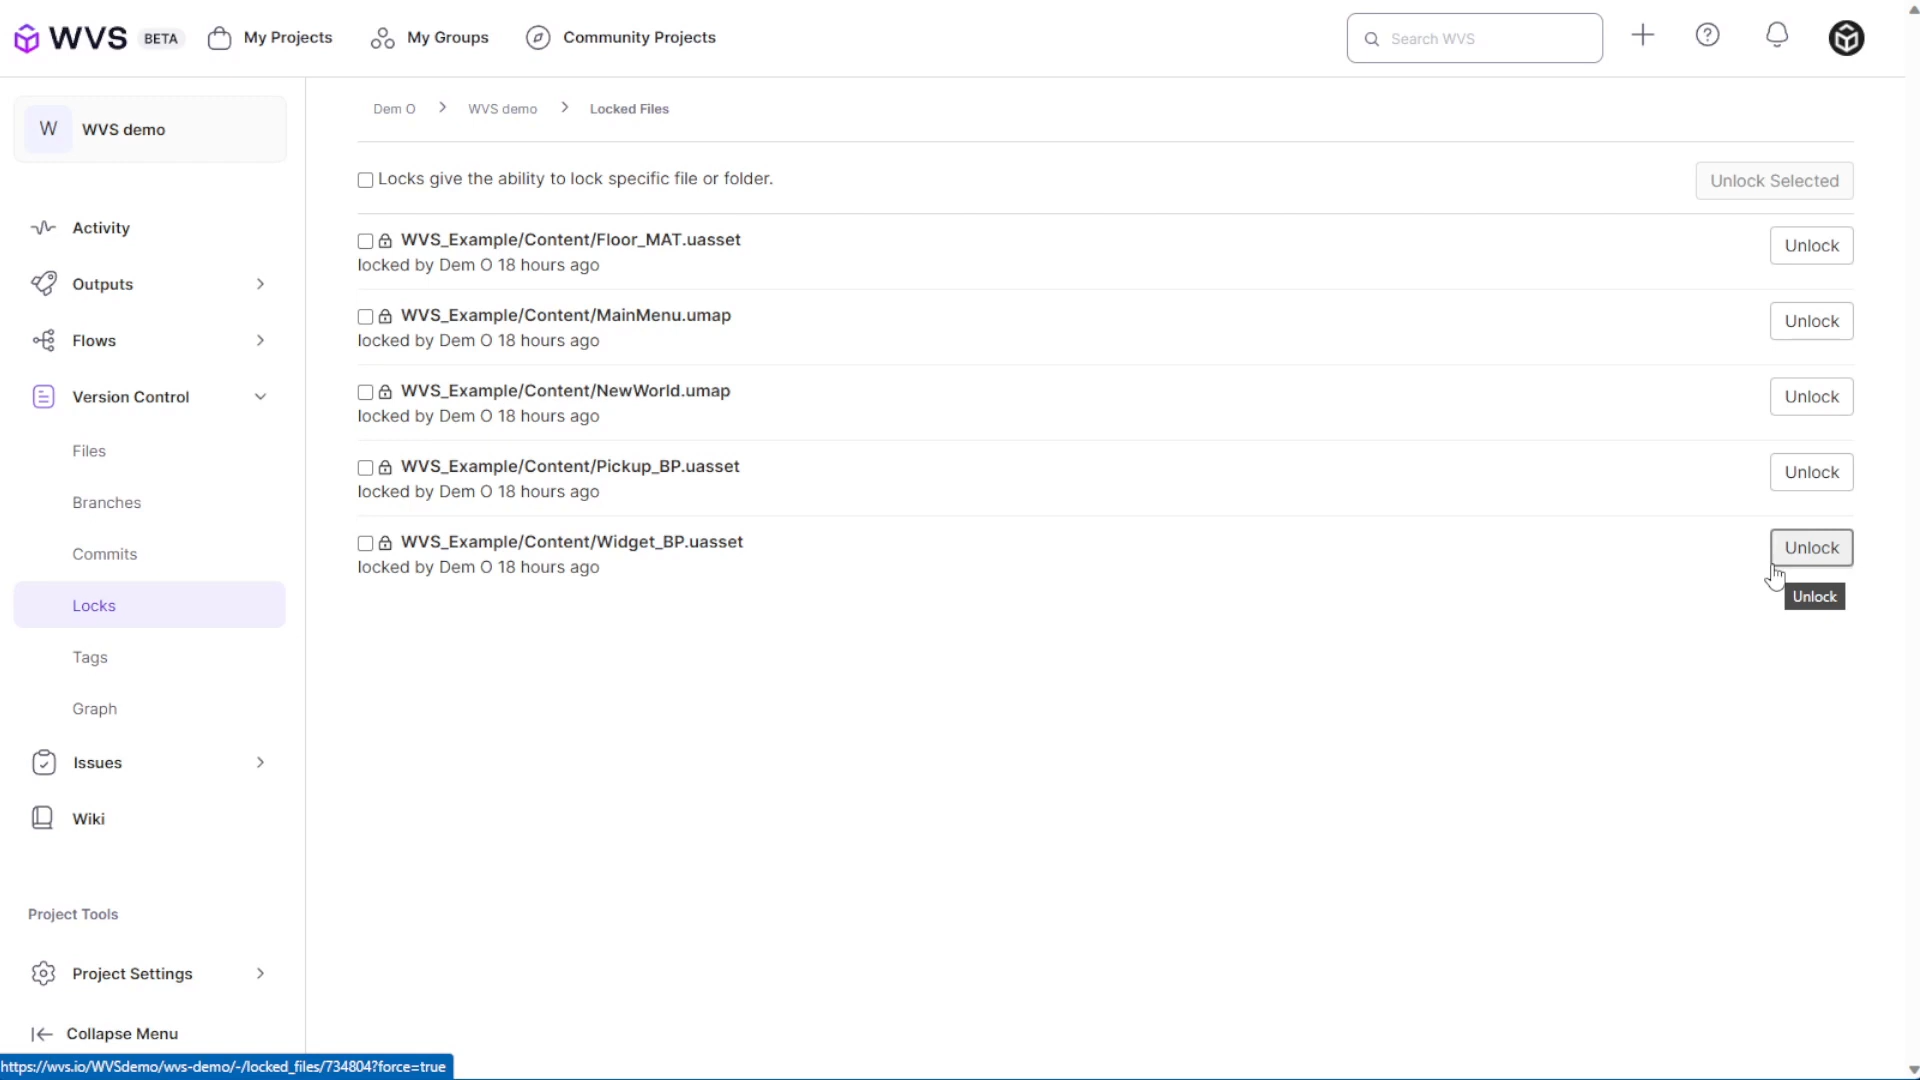 WVS BETA My Projects My Groups Community Projects Search WVS
W WVS demo
Activity
Outputs
Flows
Version Control
Files
Branches
Commits
Locks
Tags
Graph
Issues
Wiki
Project Tools
Project Settings
Collapse Menu
Dem O > WVS demo > Locked Files
Locks give the ability to lock specific file or folder. Unlock Selected
WVS_Example/Content/Floor_MAT.uasset Unlock
locked by Dem O 18 hours ago
WVS_Example/Content/MainMenu.umap Unlock
locked by Dem O 18 hours ago
WVS_Example/Content/NewWorld.umap Unlock
locked by Dem O 18 hours ago
WVS_Example/Content/Pickup_BP.uasset Unlock
locked by Dem O 18 hours ago
WVS_Example/Content/Widget_BP.uasset Unlock
locked by Dem O 18 hours ago
Unlock
https://wvs.io/WVSdemo/wvs-demo/-/locked_files/734804?force=true